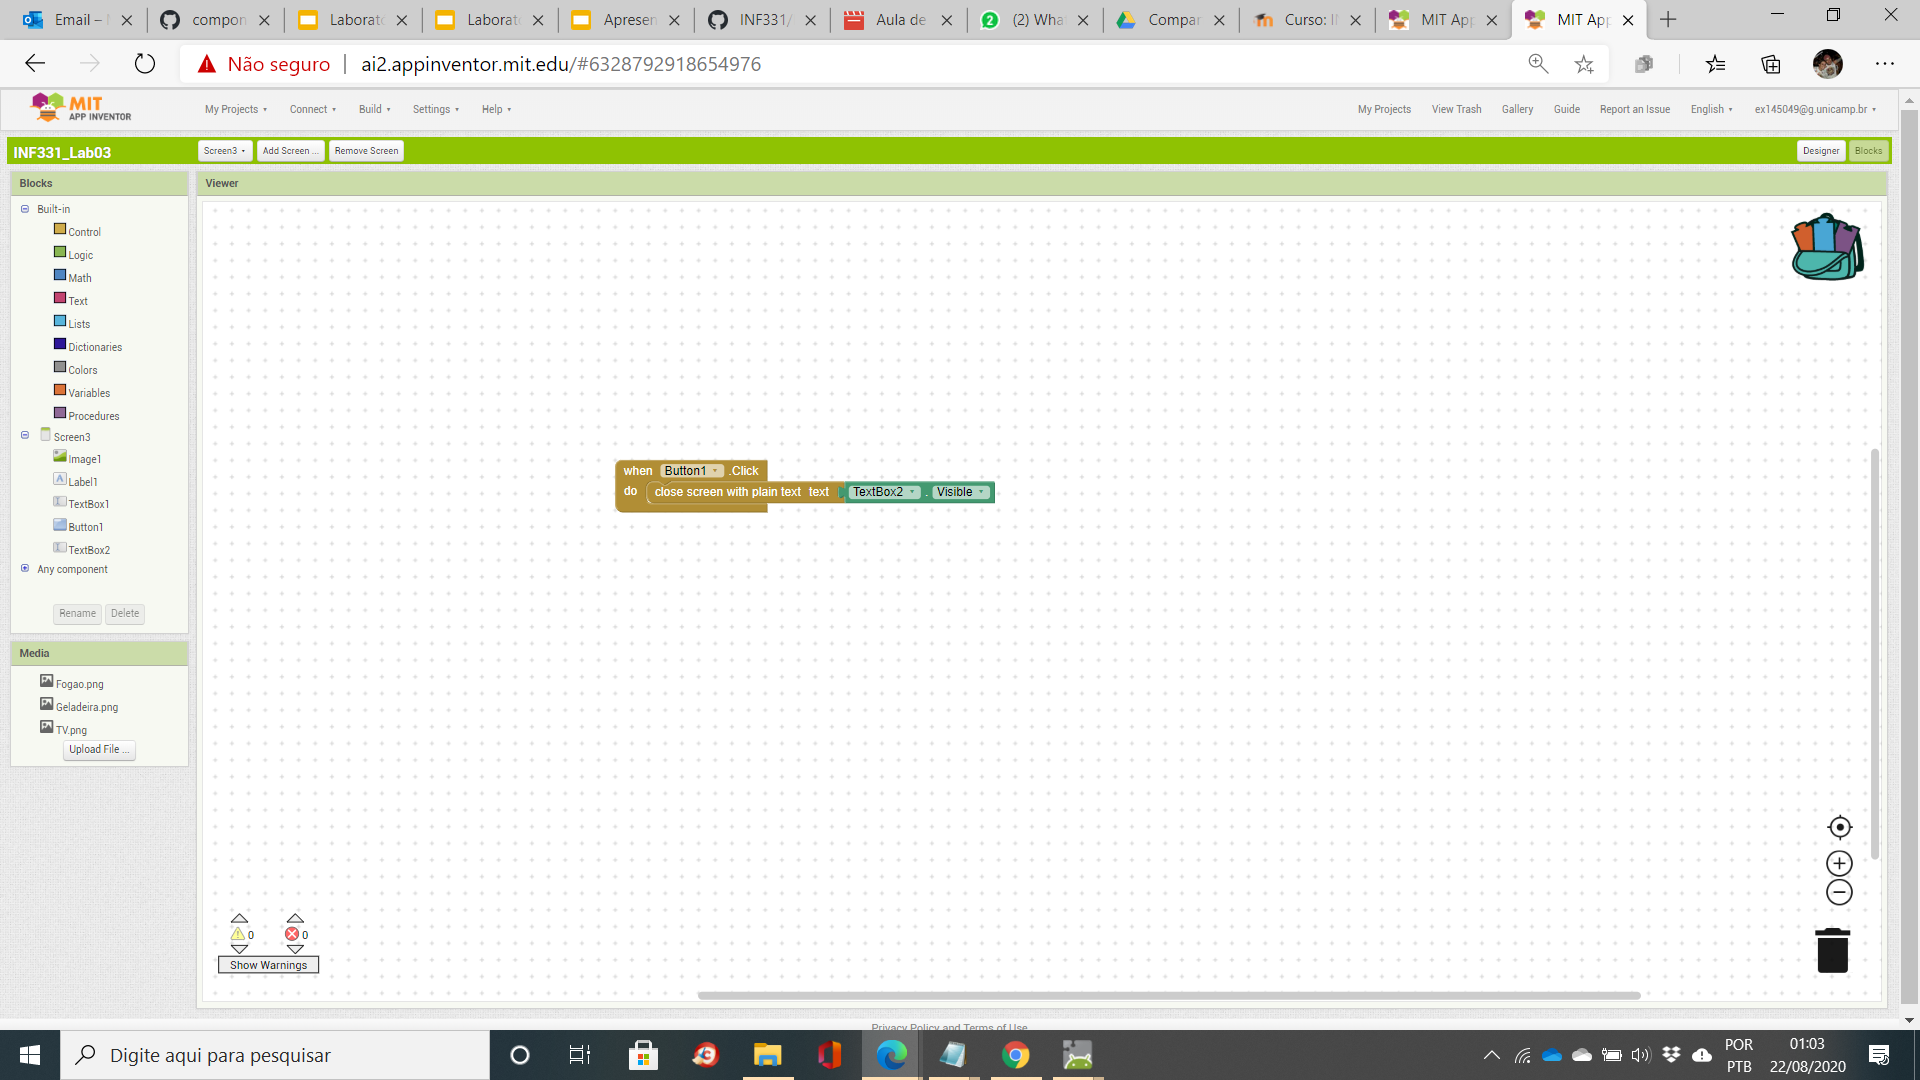 Email –
compon
Laborató
Laborat
Apresen
INF331/
Aula de
2 (2) Wha
Compar
Curso: I
MIT App
MIT App
Não seguro ai2.appinventor.mit.edu/#6328792918654976
MIT
APP INVENTOR
My Projects Connect Build Settings Help My Projects View Trash Gallery Guide Report an Issue English ex145049@g.unicamp.br
INF331_Lab03 Screen3 Add Screen ... Remove Screen Designer Blocks
Blocks
Viewer
Built-in
Control
Logic
Math
Text
Lists
Dictionaries
Colors
Variables
Procedures
Screen3
Image1
Label1
TextBox1
Button1
TextBox2
Any component
Rename Delete
when Button1 .Click
do close screen with plain text text TextBox2 . Visible
Media
Fogao.png
Geladeira.png
TV.png
Upload File ...
0 0
Show Warnings
Privacy Policy and Terms of Use
Digite aqui para pesquisar
POR
PTB
01:03
22/08/2020